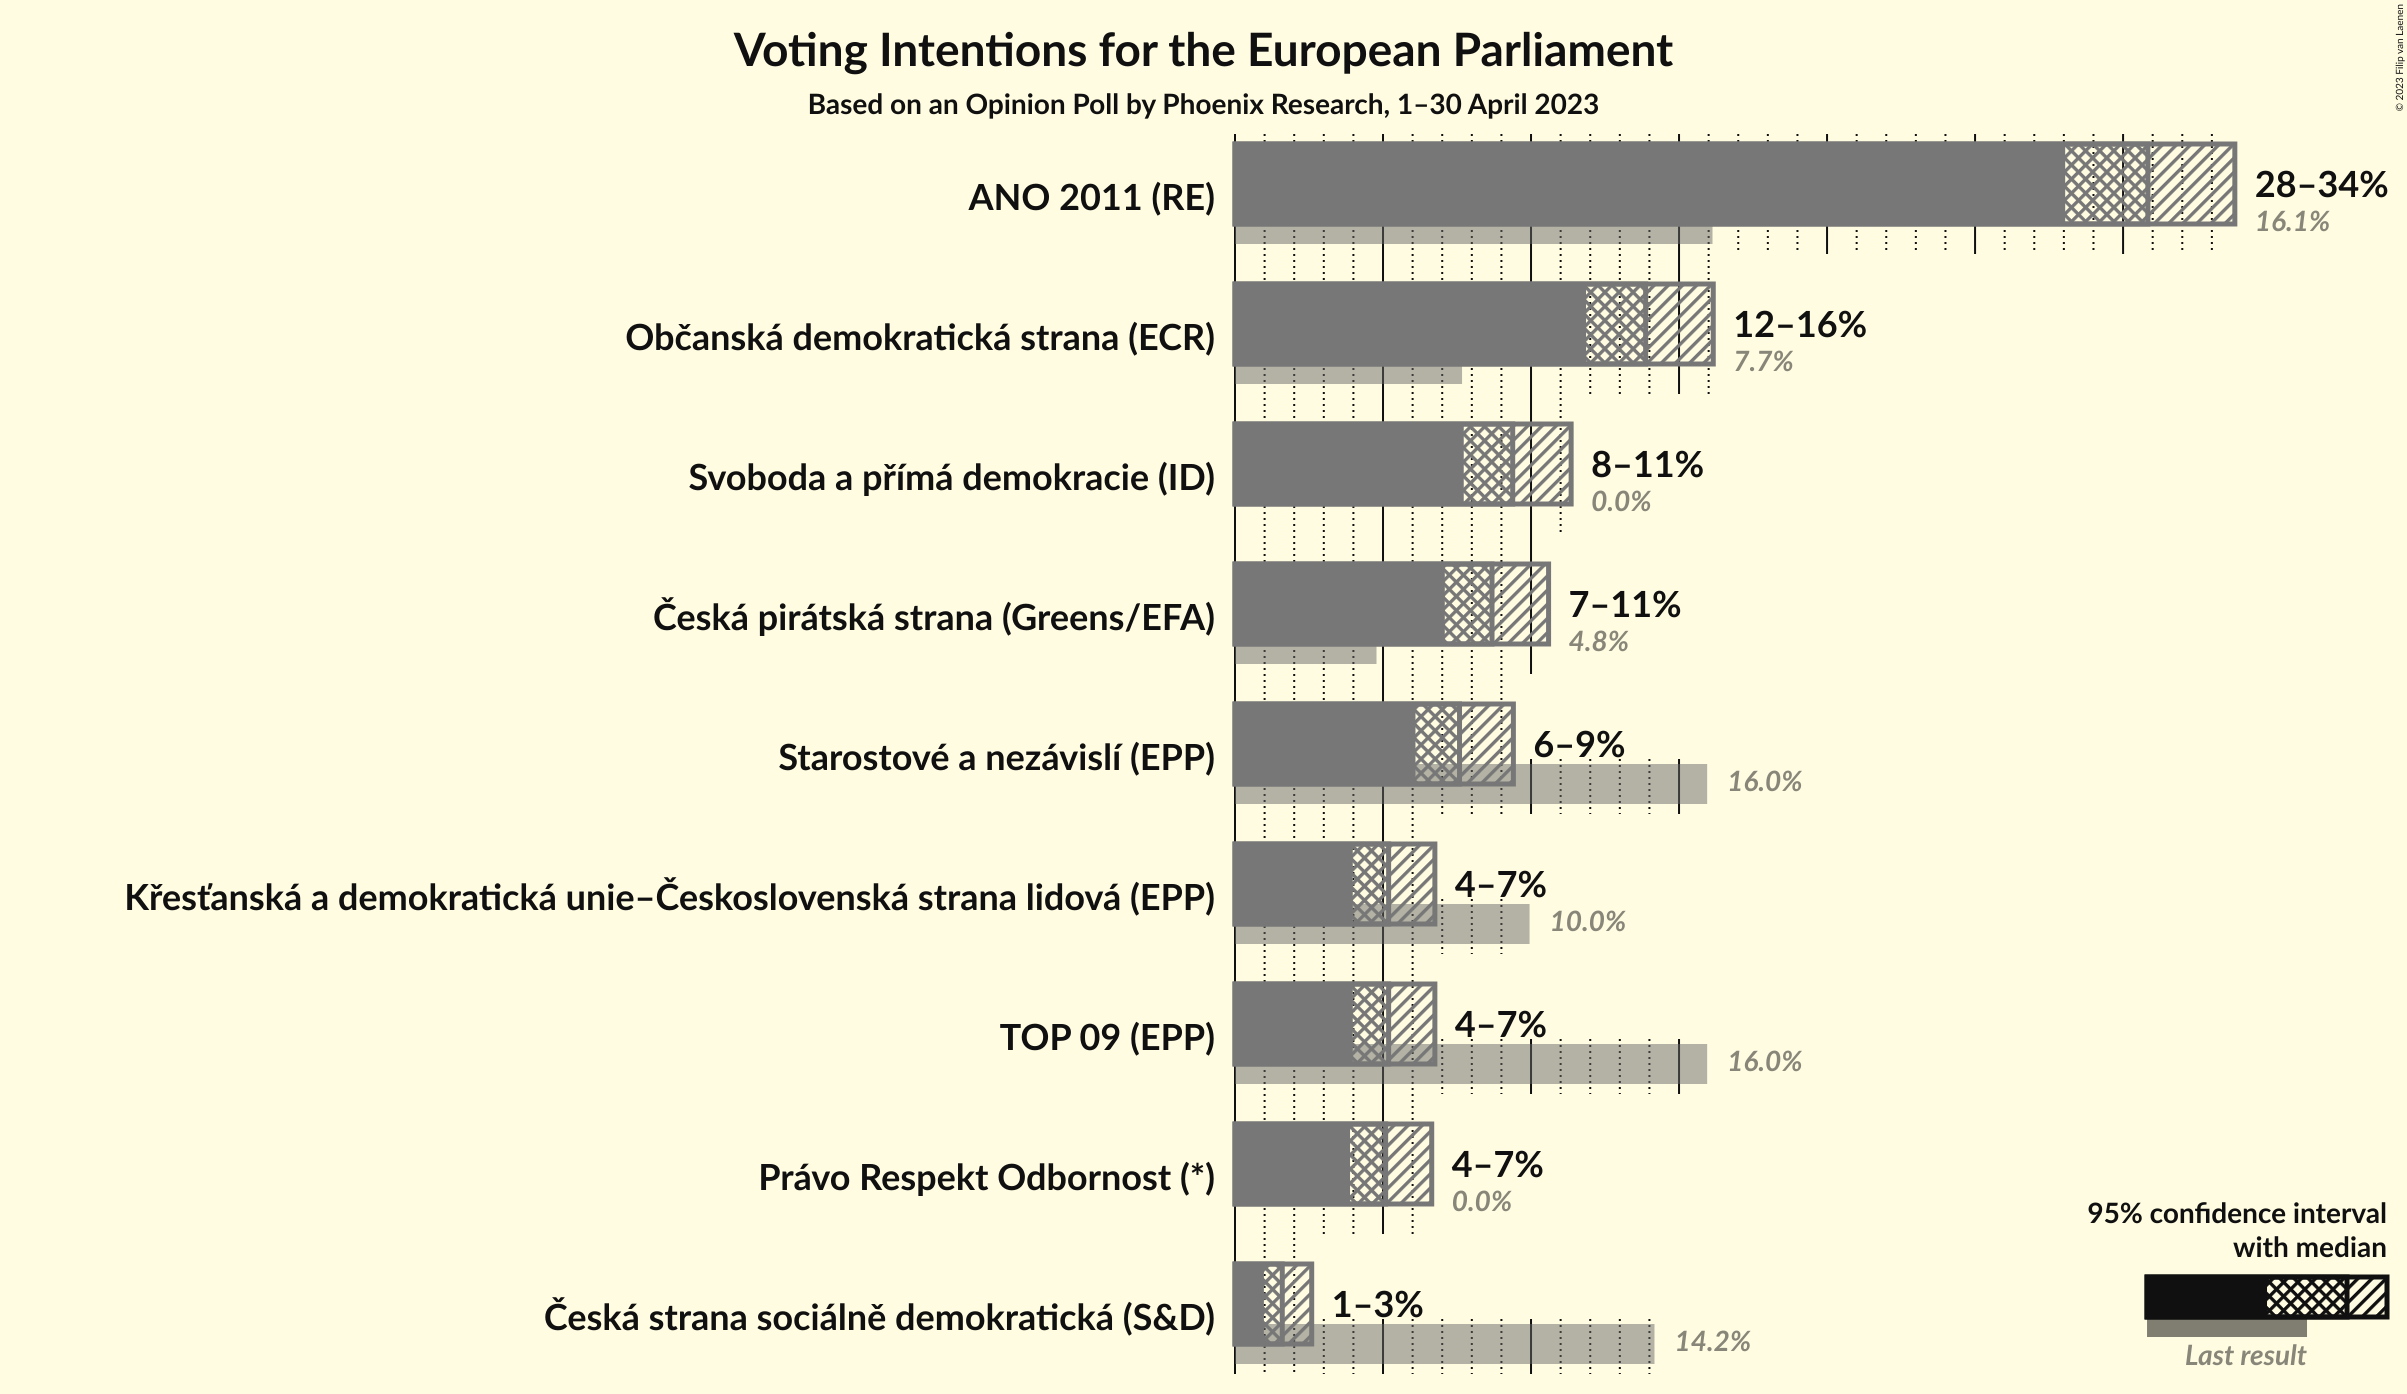 Voting Intentions for the European Parliament
Based on an Opinion Poll by Phoenix Research, 1–30 April 2023
© 2023 Filip van Laenen
ANO 2011 (RE)
28–34%
16.1%
Občanská demokratická strana (ECR)
12–16%
7.7%
Svoboda a přímá demokracie (ID)
8–11%
0.0%
Česká pirátská strana (Greens/EFA)
7–11%
4.8%
Starostové a nezávislí (EPP)
6–9%
16.0%
Křesťanská a demokratická unie–Československá strana lidová (EPP)
4–7%
10.0%
TOP 09 (EPP)
4–7%
16.0%
Právo Respekt Odbornost (*)
4–7%
0.0%
Česká strana sociálně demokratická (S&D)
1–3%
14.2%
95% confidence interval
with median
Last result